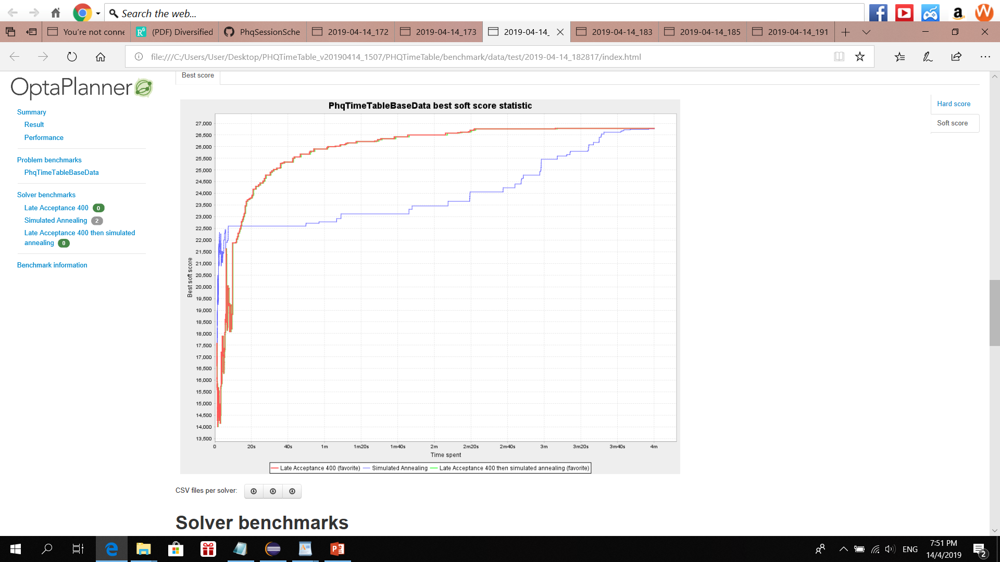 Search the web...
You're not conne
(PDF) Diversified
PhqSessionSche
2019-04-14_172
2019-04-14_173
2019-04-14_
2019-04-14_183
2019-04-14_185
2019-04-14_191
file:///C:/Users/User/Desktop/PHQTimeTable_v20190414_1507/PHQTimeTable/benchmark/data/test/2019-04-14_182817/index.html
OptaPlanner
Summary
Result
Performance
Problem benchmarks
PhqTimeTableBaseData
Solver benchmarks
Late Acceptance 400 0
Simulated Annealing 2
Late Acceptance 400 then simulated
annealing 0
Benchmark information
Best score
Hard score
Soft score
PhqTimeTableBaseData best soft score statistic
Best soft score
27,000
26,500
26,000
25,500
25,000
24,500
24,000
23,500
23,000
22,500
22,000
21,500
21,000
20,500
20,000
19,500
19,000
18,500
18,000
17,500
17,000
16,500
16,000
15,500
15,000
14,500
14,000
13,500
0 20s 40s 1m 1m20s 1m40s 2m 2m20s 2m40s 3m 3m20s 3m40s 4m
Time spent
Late Acceptance 400 (favorite) Simulated Annealing Late Acceptance 400 then simulated annealing (favorite)
CSV files per solver:
Solver benchmarks
ENG
7:51 PM
14/4/2019
2